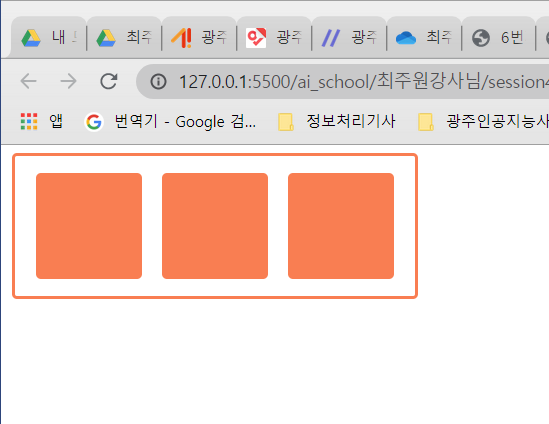 내 최주 광주 광주 광주 최주 6번
127.0.0.1:5500/ai_school/최주원강사님/session4
앱 번역기 - Google 검... 정보처리기사 광주인공지능사